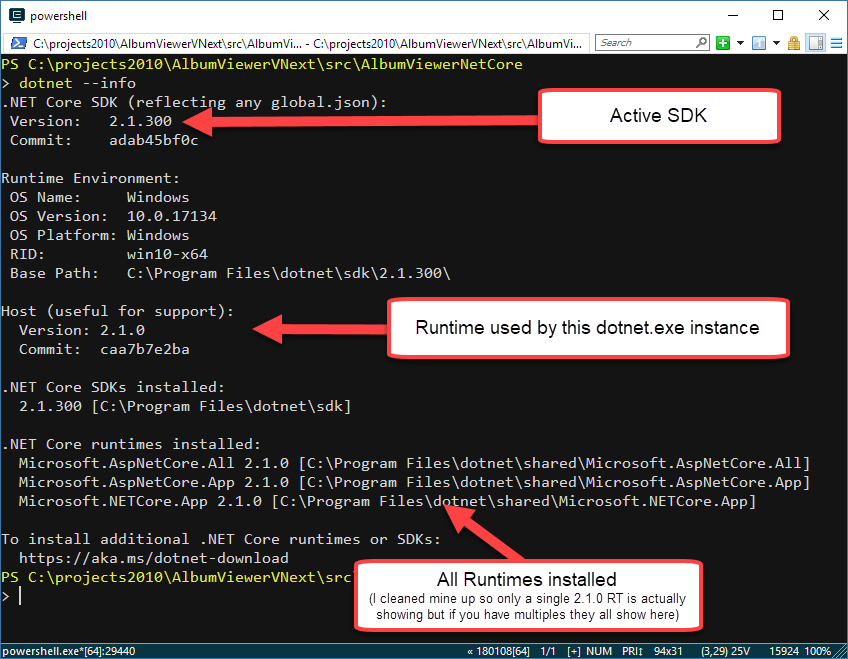 powershell
C:\projects2010\AlbumViewerVNext\src\AlbumVi... - C:\projects2010\AlbumViewerVNext\src\AlbumVi...
Search
PS C:\projects2010\AlbumViewerVNext\src\AlbumViewerNetCore
> dotnet --info
.NET Core SDK (reflecting any global.json):
Version: 2.1.300
Active SDK
Commit: adab45bf0c
Runtime Environment:
OS Name: Windows
OS Version: 10.0.17134
OS Platform: Windows
RID: win10-x64
Base Path: C:\Program Files\dotnet\sdk\2.1.300\
Host (useful for support):
Version: 2.1.0
Runtime used by this dotnet.exe instance
Commit: caa7b7e2ba
.NET Core SDKs installed:
2.1.300 [C:\Program Files\dotnet\sdk]
.NET Core runtimes installed:
Microsoft.AspNetCore.All 2.1.0 [C:\Program Files\dotnet\shared\Microsoft.AspNetCore.All]
Microsoft.AspNetCore.App 2.1.0 [C:\Program Files\dotnet\shared\Microsoft.AspNetCore.App]
Microsoft.NETCore.App 2.1.0 [C:\Program Files\dotnet\shared\Microsoft.NETCore.App]
To install additional .NET Core runtimes or SDKs:
https://aka.ms/dotnet-download
PS C:\projects2010\AlbumViewerVNext\src
>
All Runtimes installed
(I cleaned mine up so only a single 2.1.0 RT is actually
showing but if you have multiples they all show here)
powershell.exe*[64]:29440 « 180108[64] 1/1 [+] NUM PRI↕ 94x31 (3,29) 25V 15924 100%